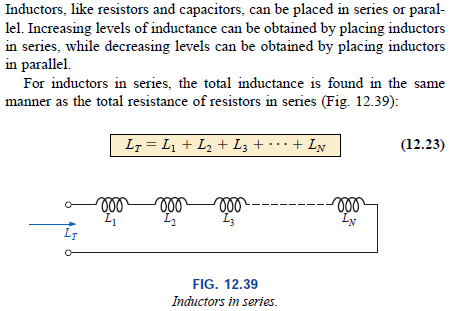 Inductors, like resistors and capacitors, can be placed in series or paral-
lel. Increasing levels of inductance can be obtained by placing inductors
in series, while decreasing levels can be obtained by placing inductors
in parallel.
For inductors in series, the total inductance is found in the same
manner as the total resistance of resistors in series (Fig. 12.39):
L_T = L_1 + L_2 + L_3 + ··· + L_N (12.23)
L_1 L_2 L_3 L_N
L_T
FIG. 12.39
Inductors in series.